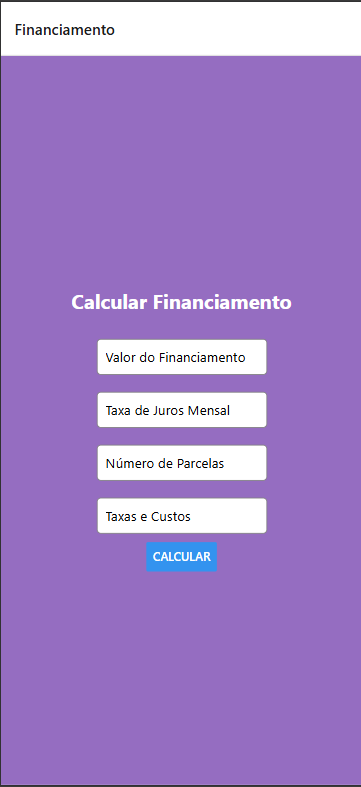 Financiamento
Calcular Financiamento
Valor do Financiamento
Taxa de Juros Mensal
Número de Parcelas
Taxas e Custos
CALCULAR